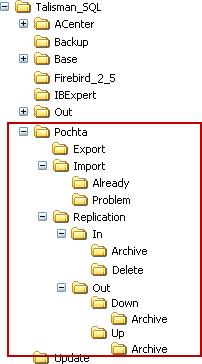 Talisman_SQL
ACenter
Backup
Base
Firebird_2_5
IBExpert
Out
Pochta
Export
Import
Already
Problem
Replication
In
Archive
Delete
Out
Down
Archive
Up
Archive
Update